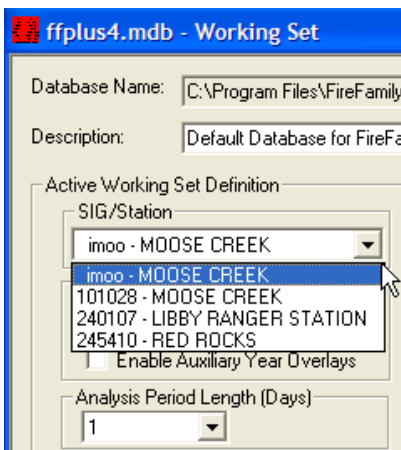 ffplus4.mdb - Working Set
Database Name: C:\Program Files\FireFamily
Description: Default Database for FireFa
Active Working Set Definition
SIG/Station
imoo - MOOSE CREEK
imoo - MOOSE CREEK
101028 - MOOSE CREEK
240107 - LIBBY RANGER STATION
245410 - RED ROCKS
Enable Auxiliary Year Overlays
Analysis Period Length (Days)
1